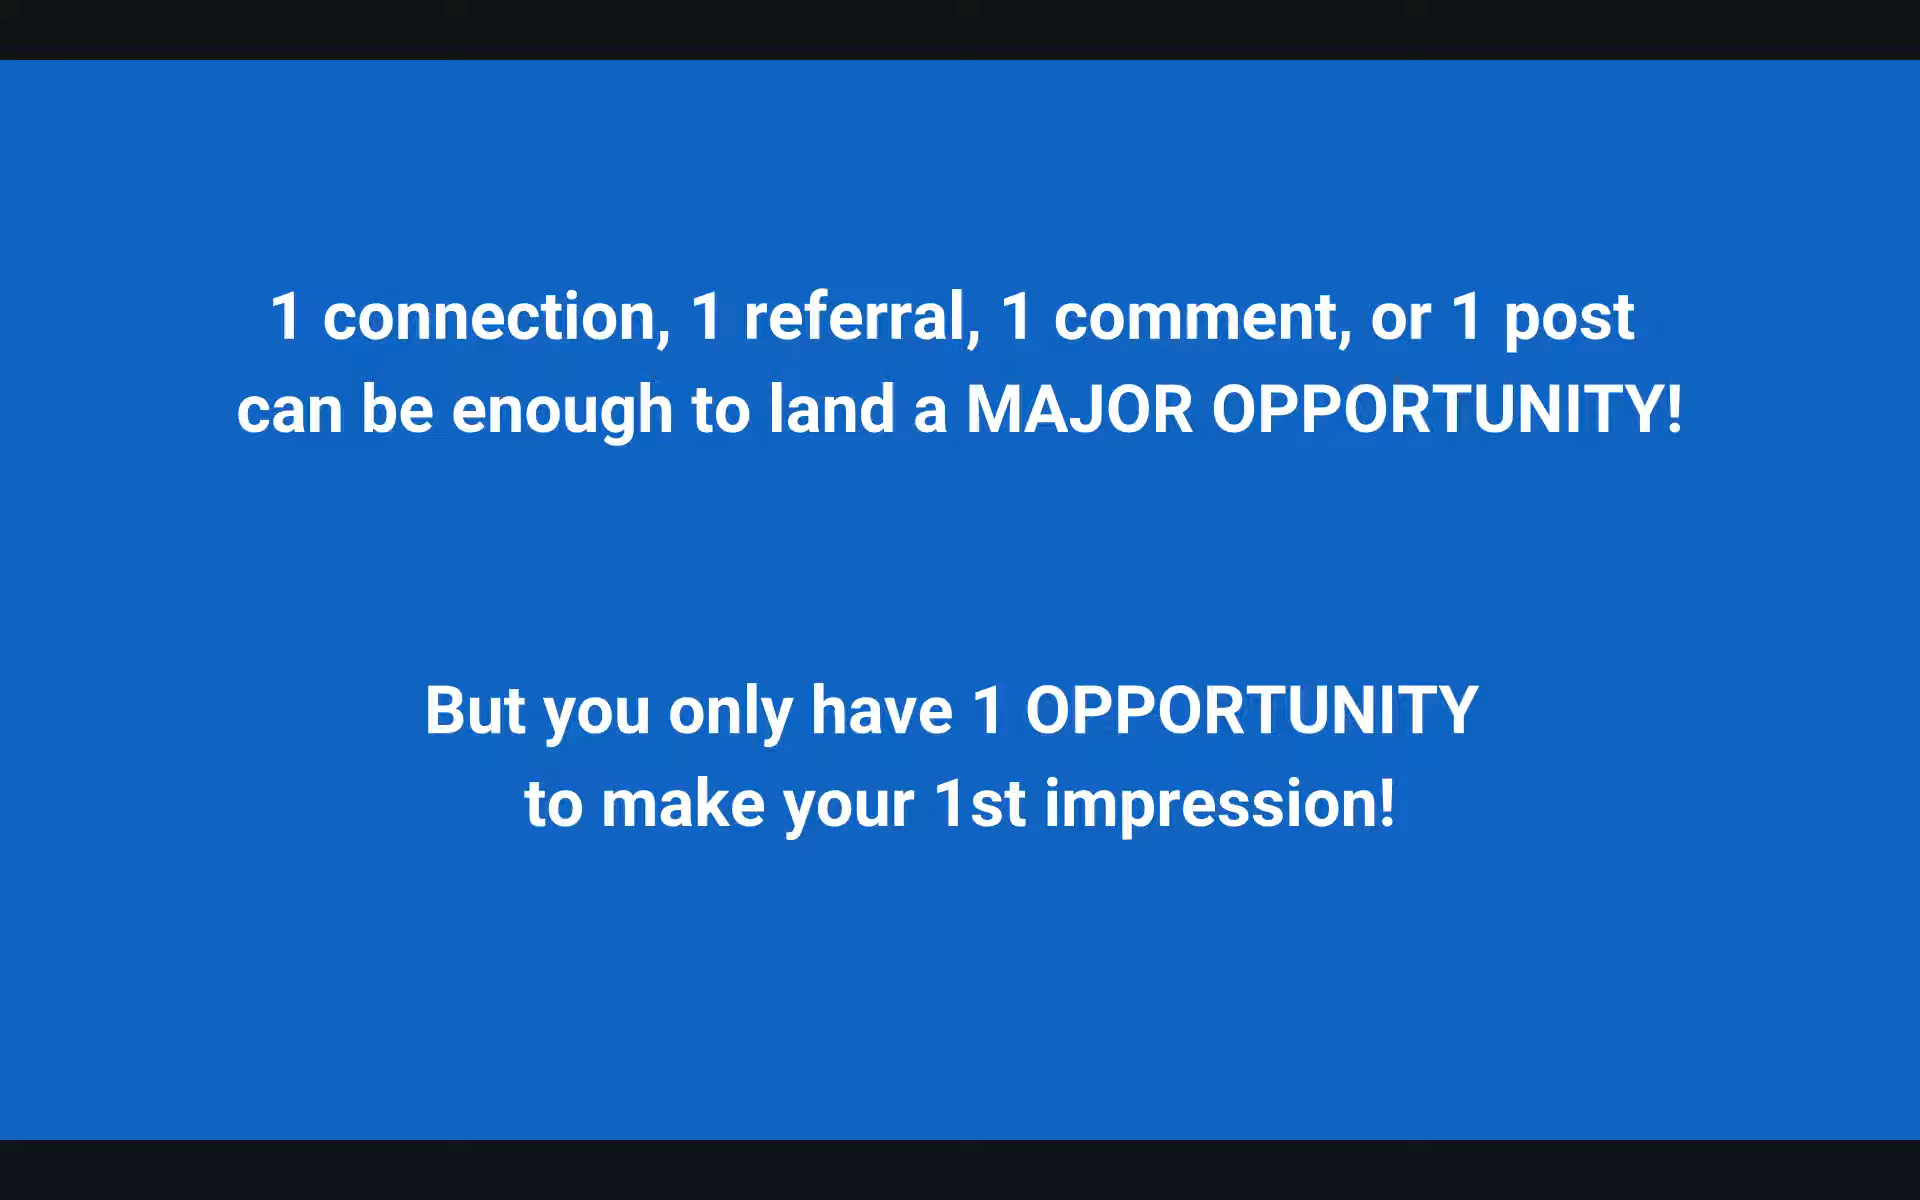 1 connection, 1 referral, 1 comment, or 1 post
can be enough to land a MAJOR OPPORTUNITY!
But you only have 1 OPPORTUNITY
to make your 1st impression!